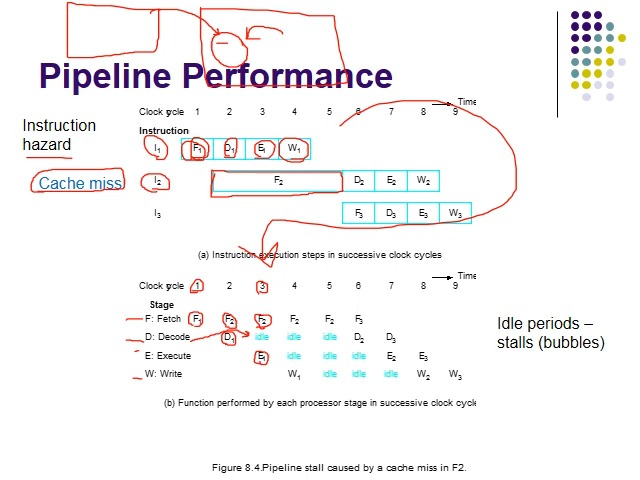 Pipeline Performance
Time
Clock cycle 1 2 3 4 5 6 7 8 9
Instruction
hazard
Instruction
I1 F1 D1 E1 W1
Cache miss
I2 F2 D2 E2 W2
I3 F3 D3 E3 W3
(a) Instruction execution steps in successive clock cycles
Time
Clock cycle 1 2 3 4 5 6 7 8 9
Stage
F: Fetch F1 F2 F2 F2 F2 F3
D: Decode D1 idle idle idle D2 D3
E: Execute E1 idle idle idle E2 E3
W: Write W1 idle idle idle W2 W3
Idle periods –
stalls (bubbles)
(b) Function performed by each processor stage in successive clock cycl
Figure 8.4.Pipeline stall caused by a cache miss in F2.